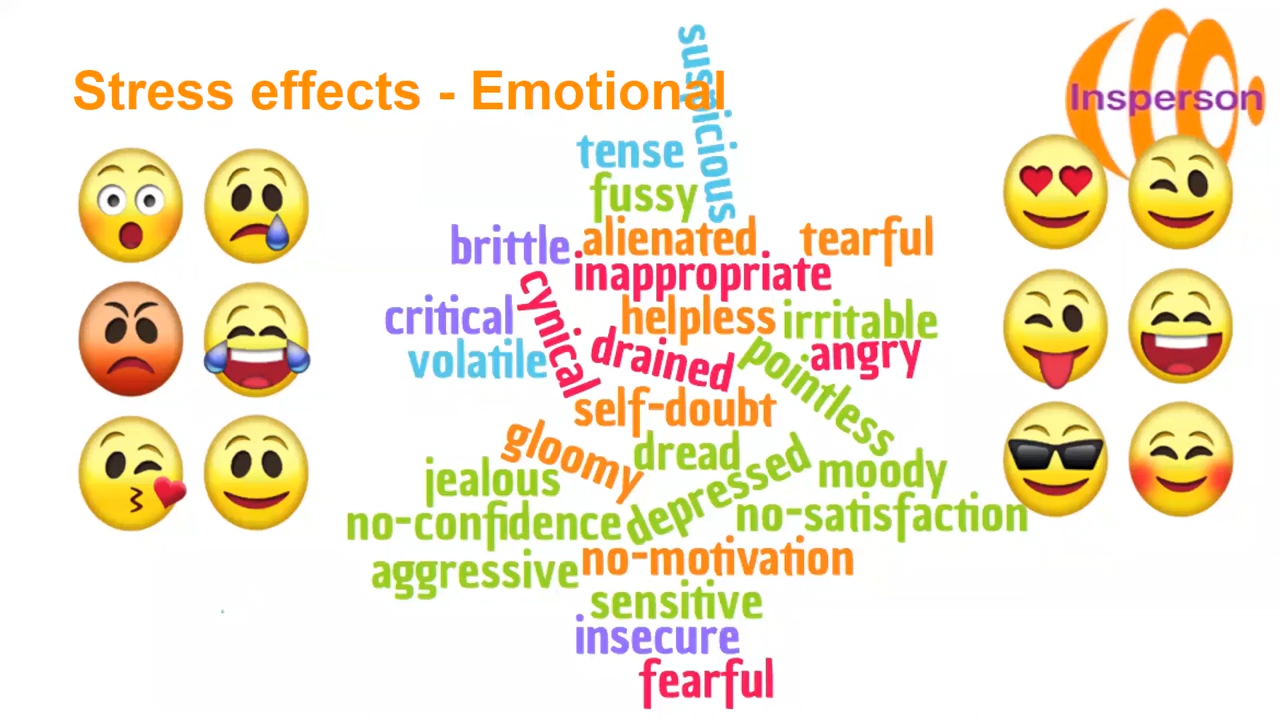 Stress effects - Emotional
Insperson
suspicious
tense
fussy
brittle
alienated
tearful
inappropriate
cynical
critical
helpless
irritable
volatile
drained
pointless
angry
self-doubt
gloomy
dread
jealous
depressed
moody
no-confidence
no-satisfaction
aggressive
no-motivation
sensitive
insecure
fearful